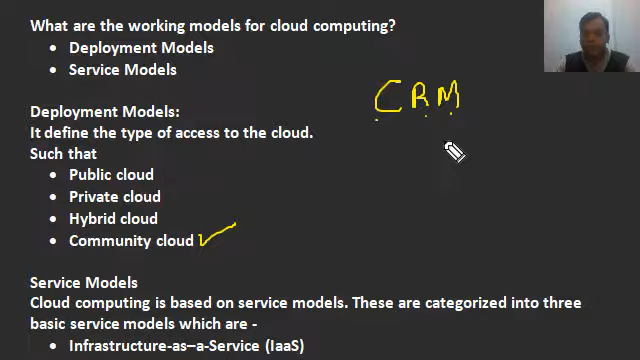 What are the working models for cloud computing?
• Deployment Models
• Service Models
C R M
Deployment Models:
It define the type of access to the cloud.
Such that
• Public cloud
• Private cloud
• Hybrid cloud
• Community cloud
Service Models
Cloud computing is based on service models. These are categorized into three
basic service models which are -
• Infrastructure-as–a-Service (IaaS)